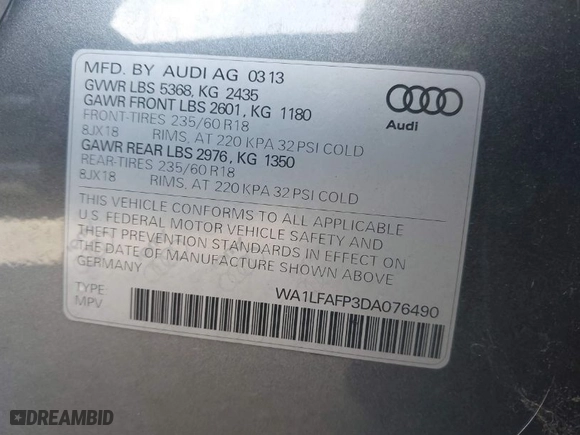 MFD. BY AUDI AG 03 13
GVWR LBS 5368, KG 2435
GAWR FRONT LBS 2601, KG 1180
FRONT-TIRES 235/60 R18
8JX18 RIMS, AT 220 KPA 32 PSI COLD
GAWR REAR LBS 2976, KG 1350
REAR-TIRES 235/60 R18
8JX18 RIMS, AT 220 KPA 32 PSI COLD
Audi
THIS VEHICLE CONFORMS TO ALL APPLICABLE
U.S. FEDERAL MOTOR VEHICLE SAFETY AND
THEFT PREVENTION STANDARDS IN EFFECT ON
THE DATE OF MANUFACTURE SHOWN ABOVE
GERMANY
WA1LFAFP3DA076490
TYPE
MPV
DREAMBID